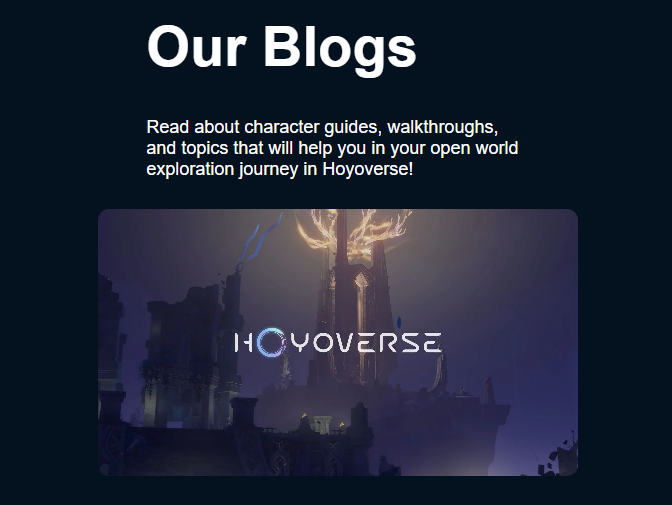 Our Blogs
Read about character guides, walkthroughs,
and topics that will help you in your open world
exploration journey in Hoyoverse!
HOYOVERSE